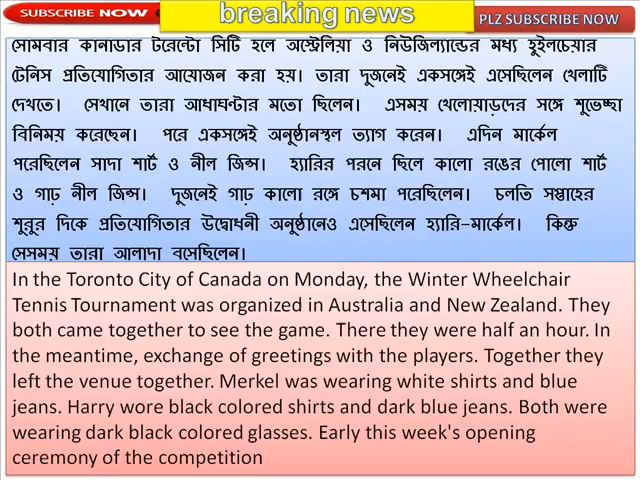 SUBSCRIBE NOW
breaking news
PLZ SUBSCRIBE NOW
সোমবার কানাডার টরেন্টো সিটি হলে অস্ট্রেলিয়া ও নিউজিল্যান্ডের মধ্য হুইলচেয়ার
টেনিস প্রতিযোগিতার আয়োজন করা হয়। তারা দুজনেই একসঙ্গেই এসেছিলেন খেলাটি
দেখতে। সেখানে তারা আধাঘণ্টার মতো ছিলেন। এসময় খেলোয়াড়দের সঙ্গে শুভেচ্ছা
বিনিময় করেছেন। পরে একসঙ্গেই অনুষ্ঠানস্থল ত্যাগ করেন। এদিন মার্কেল
পরেছিলেন সাদা শার্ট ও নীল জিন্স। হ্যারির পরনে ছিলে কালো রঙের পোলো শার্ট
ও গাঢ় নীল জিন্স। দুজনেই গাঢ় কালো রঙ্গে চশমা পরেছিলেন। চলতি সপ্তাহের
শুরুর দিকে প্রতিযোগিতার উদ্বোধনী অনুষ্ঠানেও এসেছিলেন হ্যারি-মার্কেল। কিন্তু
সেসময় তারা আলাদা বসেছিলেন।
In the Toronto City of Canada on Monday, the Winter Wheelchair
Tennis Tournament was organized in Australia and New Zealand. They
both came together to see the game. There they were half an hour. In
the meantime, exchange of greetings with the players. Together they
left the venue together. Merkel was wearing white shirts and blue
jeans. Harry wore black colored shirts and dark blue jeans. Both were
wearing dark black colored glasses. Early this week's opening
ceremony of the competition